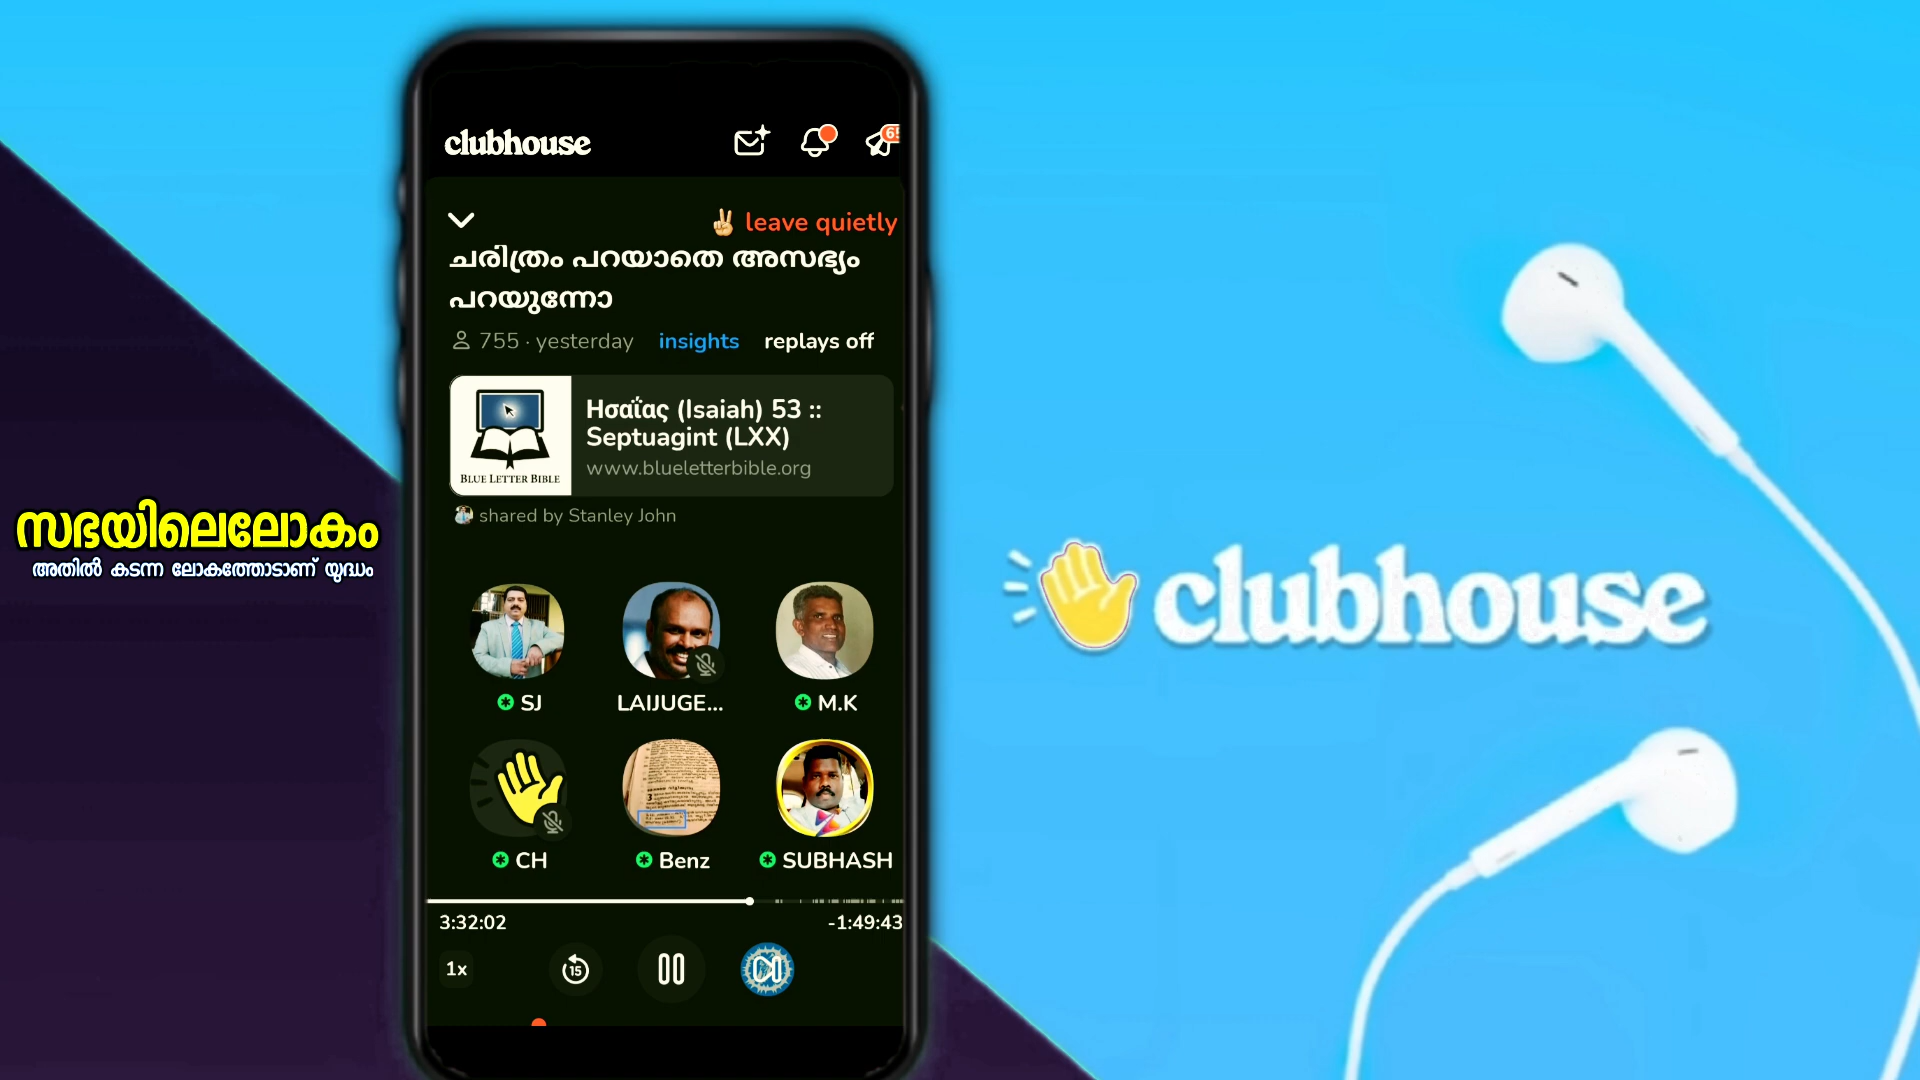 clubhouse
65
✌🏼 leave quietly
ചരിത്രം പറയാതെ അസഭ്യം
പറയുന്നോ
755 · yesterday insights replays off
Ησαΐας (Isaiah) 53 ::
Septuagint (LXX)
www.blueletterbible.org
BLUE LETTER BIBLE
shared by Stanley John
സഭയിലെലോകം
അതിൽ കടന്ന ലോകത്തോടാണ് യുദ്ധം
clubhouse
SJ LAIJUGE... M.K
CH Benz SUBHASH
3:32:02 -1:49:43
1x 15